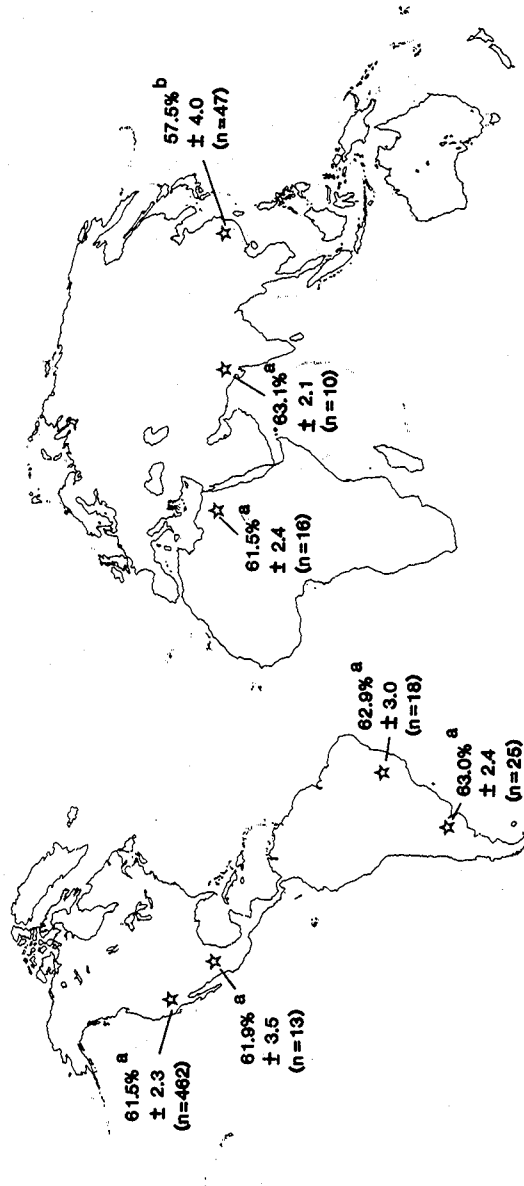 61.5% a
± 2.3
(n=462)
61.9% a
± 3.5
(n=13)
62.9% a
± 3.0
(n=18)
63.0% a
± 2.4
(n=25)
61.5% a
± 2.4
(n=16)
63.1% a
± 2.1
(n=10)
57.5% b
± 4.0
(n=47)